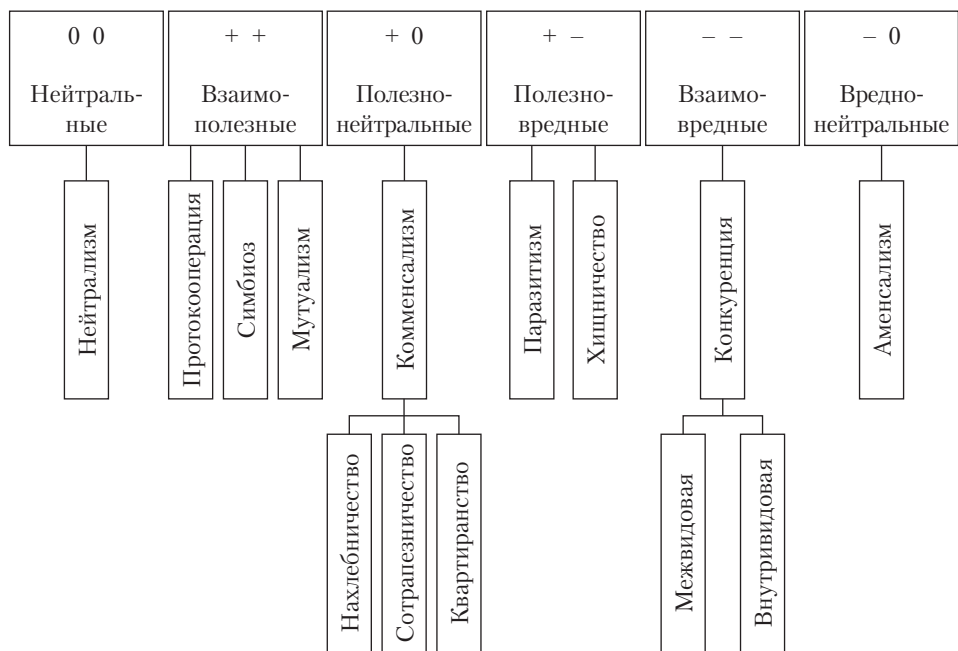 0 0
Нейтраль-
ные
+ +
Взаимо-
полезные
+ 0
Полезно-
нейтральные
+ –
Полезно-
вредные
– –
Взаимо-
вредные
– 0
Вредно-
нейтральные
Нейтрализм
Протокооперация
Симбиоз
Мутуализм
Комменсализм
Паразитизм
Хищничество
Конкуренция
Аменсализм
Нахлебничество
Сотрапезничество
Квартиранство
Межвидовая
Внутривидовая